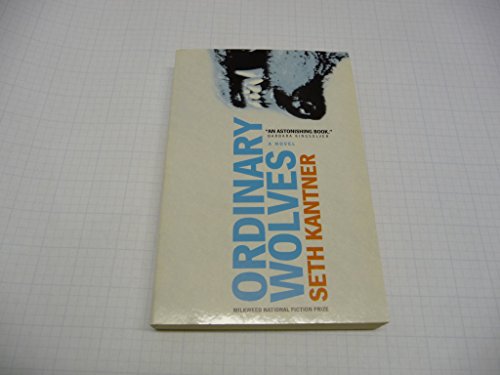 "AN ASTONISHING BOOK."
BARBARA KINGSOLVER
A NOVEL
ORDINARY
WOLVES
SETH KANTNER
MILKWEED NATIONAL FICTION PRIZE